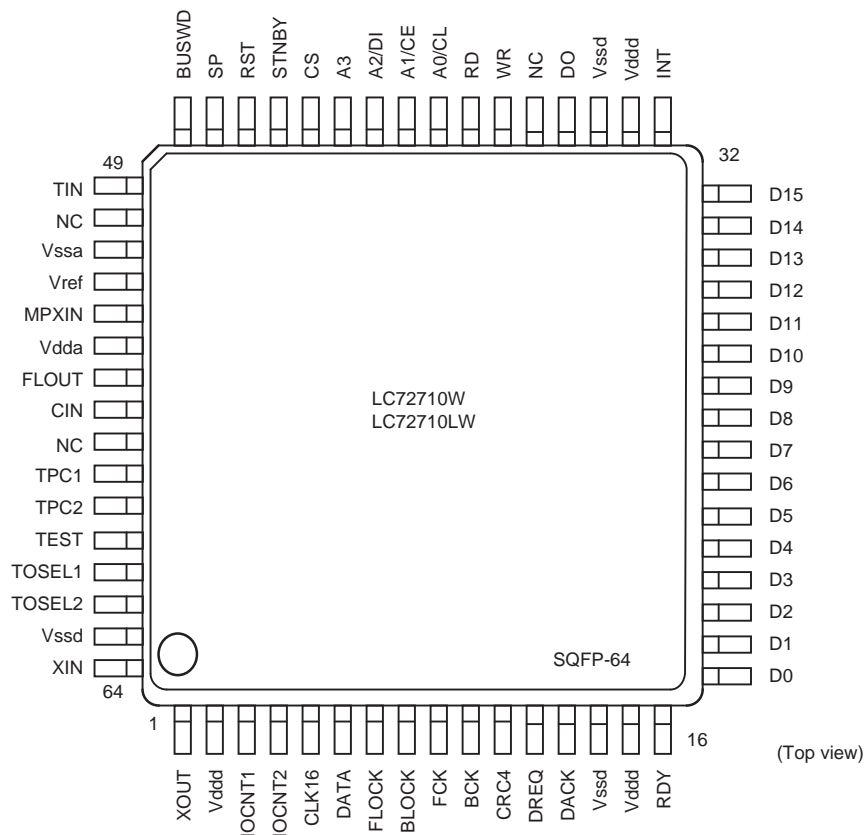 BUSWD
SP
RST
STNBY
CS
A3
A2/DI
A1/CE
A0/CL
RD
WR
NC
DO
Vssd
Vddd
INT
49
32
TIN
NC
Vssa
Vref
MPXIN
Vdda
FLOUT
CIN
NC
TPC1
TPC2
TEST
TOSEL1
TOSEL2
Vssd
XIN
64
LC72710W
LC72710LW
SQFP-64
D15
D14
D13
D12
D11
D10
D9
D8
D7
D6
D5
D4
D3
D2
D1
D0
1
16
(Top view)
XOUT
Vddd
IOCNT1
IOCNT2
CLK16
DATA
FLOCK
BLOCK
FCK
BCK
CRC4
DREQ
DACK
Vssd
Vddd
RDY